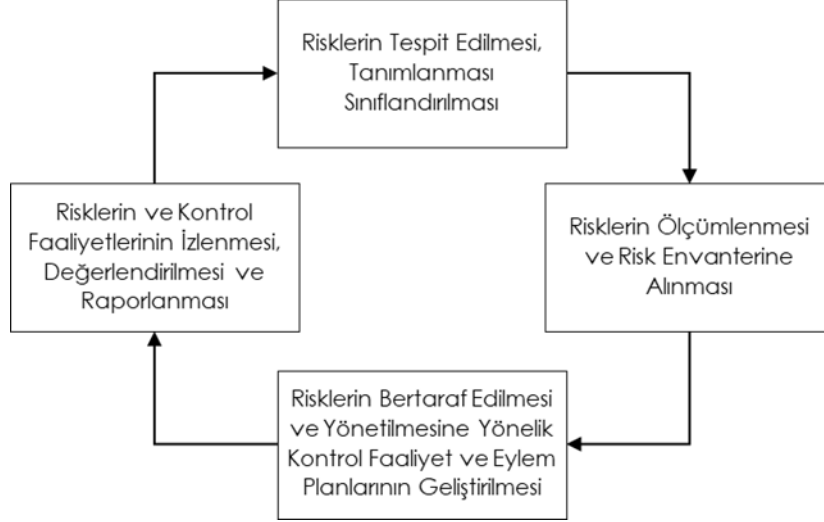 Risklerin Tespit Edilmesi,
Tanımlanması
Sınıflandırılması
Risklerin Ölçümlenmesi
ve Risk Envanterine
Alınması
Risklerin Bertaraf Edilmesi
ve Yönetilmesine Yönelik
Kontrol Faaliyet ve Eylem
Planlarının Geliştirilmesi
Risklerin ve Kontrol
Faaliyetlerinin İzlenmesi,
Değerlendirilmesi ve
Raporlanması